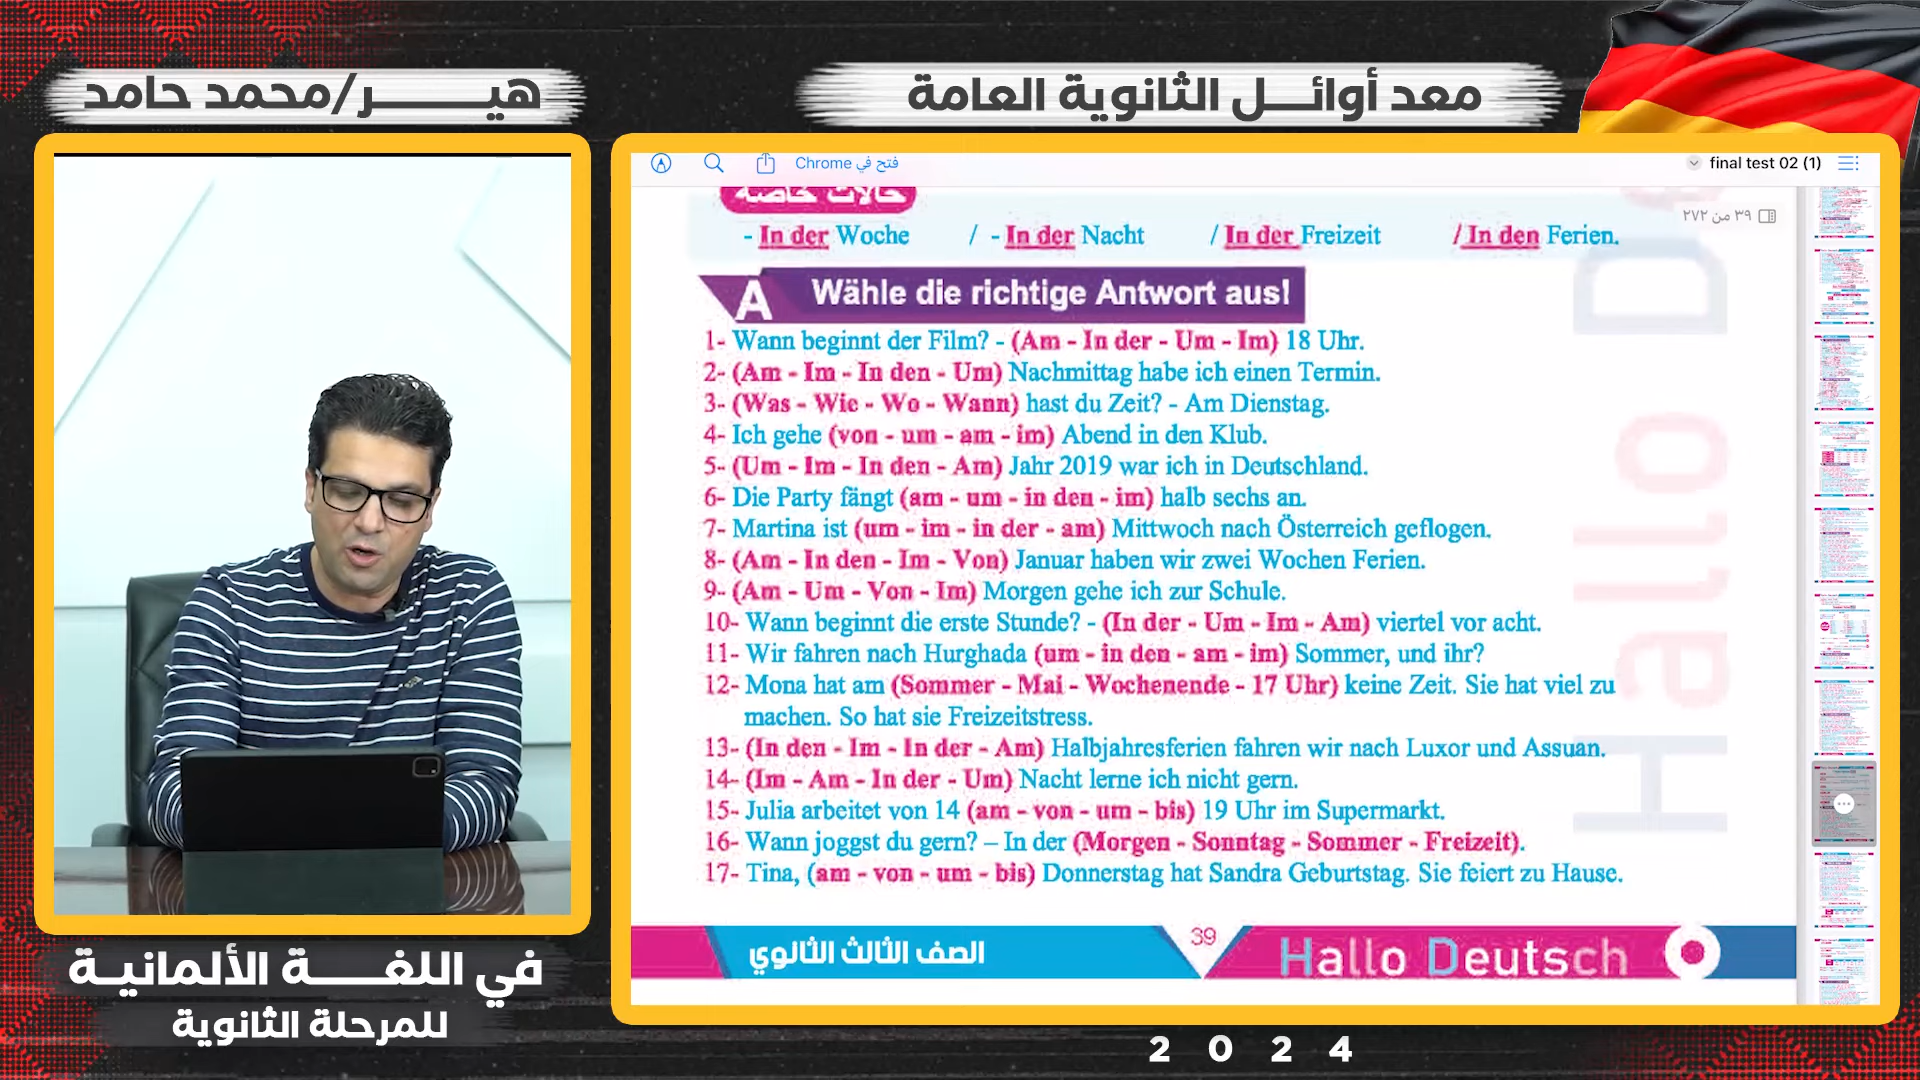 هيـــر/محمد حامد
معد أوائــل الثانوية العامة
فتح في Chrome
final test 02 (1)
حالات خاصة
٣٩ من ٢٧٢
- In der Woche / - In der Nacht / In der Freizeit / In den Ferien.
A Wähle die richtige Antwort aus!
1- Wann beginnt der Film? - (Am - In der - Um - Im) 18 Uhr.
2- (Am - Im - In den - Um) Nachmittag habe ich einen Termin.
3- (Was - Wie - Wo - Wann) hast du Zeit? - Am Dienstag.
4- Ich gehe (von - um - am - im) Abend in den Klub.
5- (Um - Im - In den - Am) Jahr 2019 war ich in Deutschland.
6- Die Party fängt (am - um - in den - im) halb sechs an.
7- Martina ist (um - im - in der - am) Mittwoch nach Österreich geflogen.
8- (Am - In den - Im - Von) Januar haben wir zwei Wochen Ferien.
9- (Am - Um - Von - Im) Morgen gehe ich zur Schule.
10- Wann beginnt die erste Stunde? - (In der - Um - Im - Am) viertel vor acht.
11- Wir fahren nach Hurghada (um - in den - am - im) Sommer, und ihr?
12- Mona hat am (Sommer - Mai - Wochenende - 17 Uhr) keine Zeit. Sie hat viel zu
machen. So hat sie Freizeitstress.
13- (In den - Im - In der - Am) Halbjahresferien fahren wir nach Luxor und Assuan.
14- (Im - Am - In der - Um) Nacht lerne ich nicht gern.
15- Julia arbeitet von 14 (am - von - um - bis) 19 Uhr im Supermarkt.
16- Wann joggst du gern? – In der (Morgen - Sonntag - Sommer - Freizeit).
17- Tina, (am - von - um - bis) Donnerstag hat Sandra Geburtstag. Sie feiert zu Hause.
الصف الثالث الثانوي
39
Hallo Deutsch
Hallo D
في اللغـــة الألمانيـة
للمرحلة الثانوية
2024